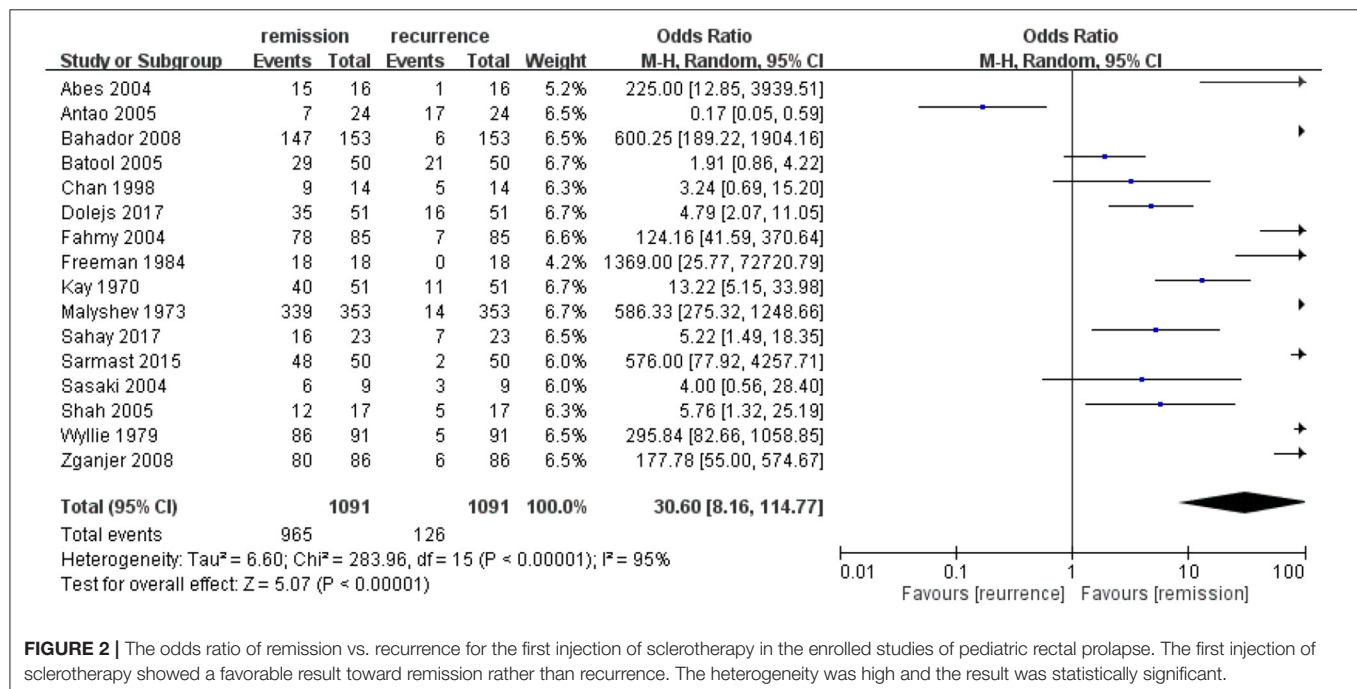 remission recurrence Odds Ratio Odds Ratio
Study or Subgroup Events Total Events Total Weight M-H, Random, 95% CI M-H, Random, 95% CI
Abes 2004 15 16 1 16 5.2% 225.00 [12.85, 3939.51]
Antao 2005 7 24 17 24 6.5% 0.17 [0.05, 0.59]
Bahador 2008 147 153 6 153 6.5% 600.25 [189.22, 1904.16]
Batool 2005 29 50 21 50 6.7% 1.91 [0.86, 4.22]
Chan 1998 9 14 5 14 6.3% 3.24 [0.69, 15.20]
Dolejs 2017 35 51 16 51 6.7% 4.79 [2.07, 11.05]
Fahmy 2004 78 85 7 85 6.6% 124.16 [41.59, 370.64]
Freeman 1984 18 18 0 18 4.2% 1369.00 [25.77, 72720.79]
Kay 1970 40 51 11 51 6.6% 13.22 [5.15, 33.98]
Malyshev 1973 339 353 14 353 6.7% 586.33 [275.32, 1248.66]
Sahay 2017 16 23 7 23 6.5% 5.22 [1.49, 18.35]
Sarmast 2015 48 50 2 50 6.0% 576.00 [77.92, 4257.71]
Sasaki 2004 6 9 3 9 6.0% 4.00 [0.56, 28.40]
Shah 2005 12 17 5 17 6.3% 5.76 [1.32, 25.19]
Wyllie 1979 86 91 5 91 6.5% 295.84 [82.66, 1058.85]
Zganjer 2008 80 86 6 86 6.5% 177.78 [55.00, 574.67]
Total (95% CI) 1091 1091 100.0% 30.60 [8.16, 114.77]
Total events 965 126
Heterogeneity: Tau² = 6.60; Chi² = 283.96, df = 15 (P < 0.00001); I² = 95%
Test for overall effect: Z = 5.07 (P < 0.00001)
0.01 0.1 1 10 100
Favours [reurrence] Favours [remission]
FIGURE 2 | The odds ratio of remission vs. recurrence for the first injection of sclerotherapy in the enrolled studies of pediatric rectal prolapse. The first injection of
sclerotherapy showed a favorable result toward remission rather than recurrence. The heterogeneity was high and the result was statistically significant.